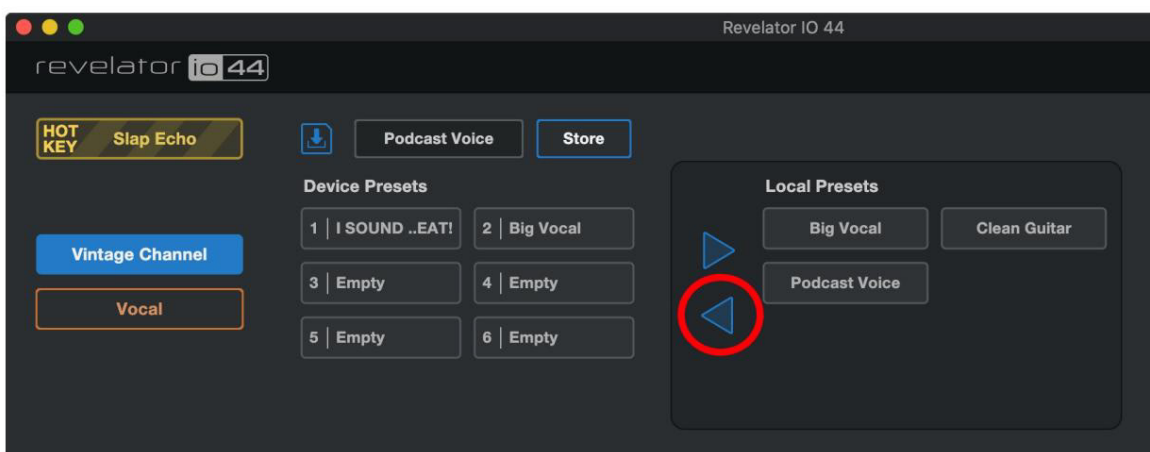 Revelator IO 44
revelator io 44
HOT KEY Slap Echo
Podcast Voice
Store
Device Presets
1 | I SOUND ..EAT!
2 | Big Vocal
3 | Empty
4 | Empty
5 | Empty
6 | Empty
Vintage Channel
Vocal
Local Presets
Big Vocal
Clean Guitar
Podcast Voice